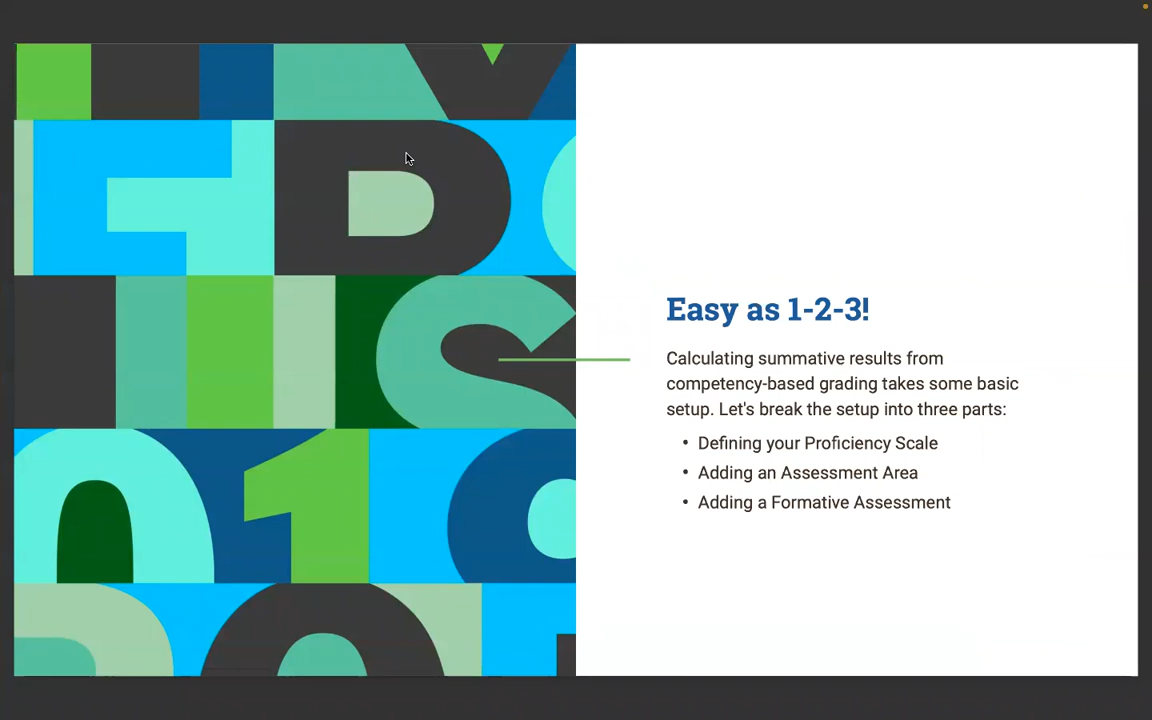 Easy as 1-2-3!
Calculating summative results from
competency-based grading takes some basic
setup. Let's break the setup into three parts:
• Defining your Proficiency Scale
• Adding an Assessment Area
• Adding a Formative Assessment